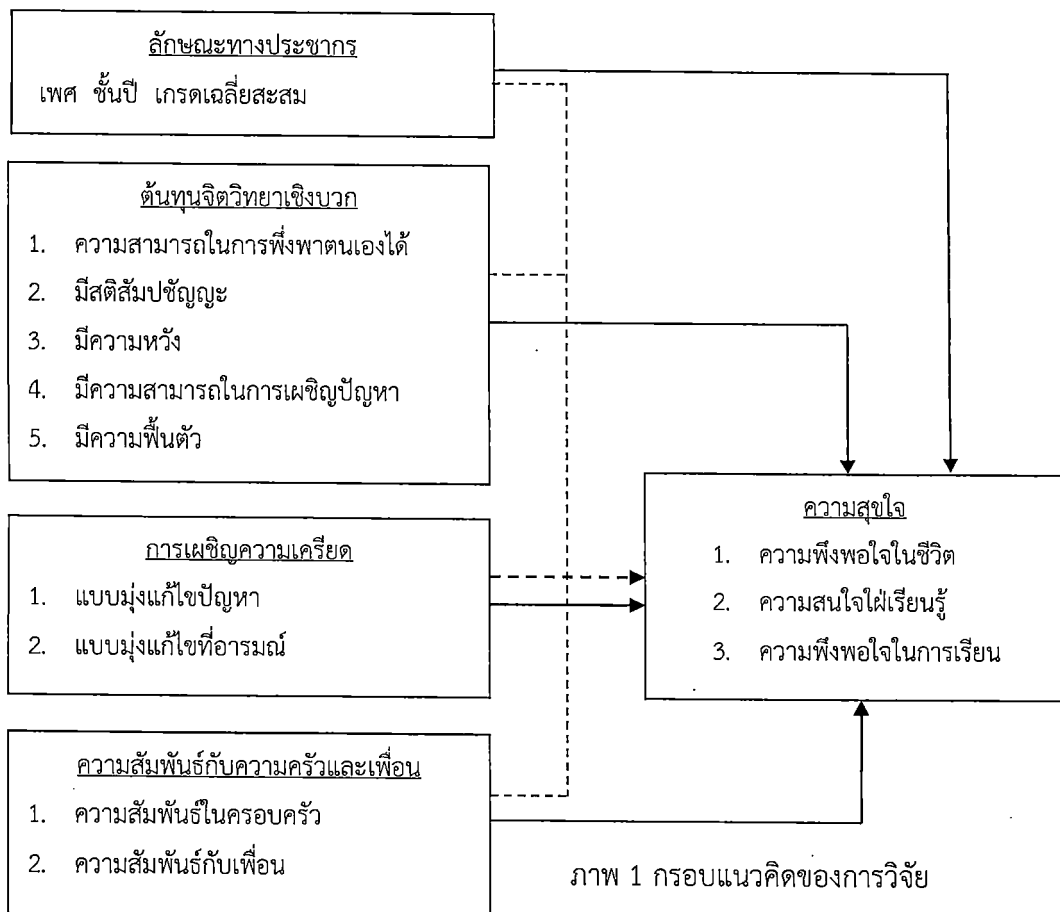 ลักษณะทางประชากร
เพศ ชั้นปี เกรดเฉลี่ยสะสม
ต้นทุนจิตวิทยาเชิงบวก
1. ความสามารถในการพึ่งพาตนเองได้
2. มีสติสัมปชัญญะ
3. มีความหวัง
4. มีความสามารถในการเผชิญปัญหา
5. มีความฟื้นตัว
การเผชิญความเครียด
1. แบบมุ่งแก้ไขปัญหา
2. แบบมุ่งแก้ไขที่อารมณ์
ความสัมพันธ์กับความครัวและเพื่อน
1. ความสัมพันธ์ในครอบครัว
2. ความสัมพันธ์กับเพื่อน
ความสุขใจ
1. ความพึงพอใจในชีวิต
2. ความสนใจใฝ่เรียนรู้
3. ความพึงพอใจในการเรียน
ภาพ 1 กรอบแนวคิดของการวิจัย